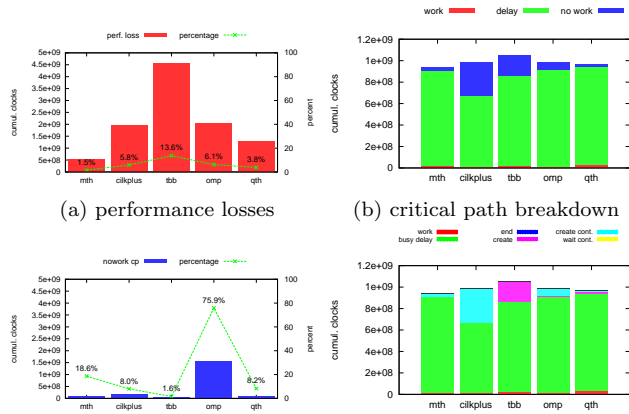 perf. loss percentage
5e+09
4.5e+09
4e+09
3.5e+09
3e+09
2.5e+09
2e+09
1.5e+09
1e+09
5e+08
0
cumul. clocks
100
80
60
40
20
0
percent
1.5% 5.8% 13.6% 6.1% 3.8%
mth cilkplus tbb omp qth
(a) performance losses
work delay no work
1.2e+09
1e+09
8e+08
6e+08
4e+08
2e+08
0
cumul. clocks
mth cilkplus tbb omp qth
(b) critical path breakdown
nowork cp percentage
5e+09
4.5e+09
4e+09
3.5e+09
3e+09
2.5e+09
2e+09
1.5e+09
1e+09
5e+08
0
cumul. clocks
100
80
60
40
20
0
percent
18.6% 8.0% 1.6% 75.9% 8.2%
mth cilkplus tbb omp qth
work end create cont.
busy delay create wait cont.
1.2e+09
1e+09
8e+08
6e+08
4e+08
2e+08
0
cumul. clocks
mth cilkplus tbb omp qth